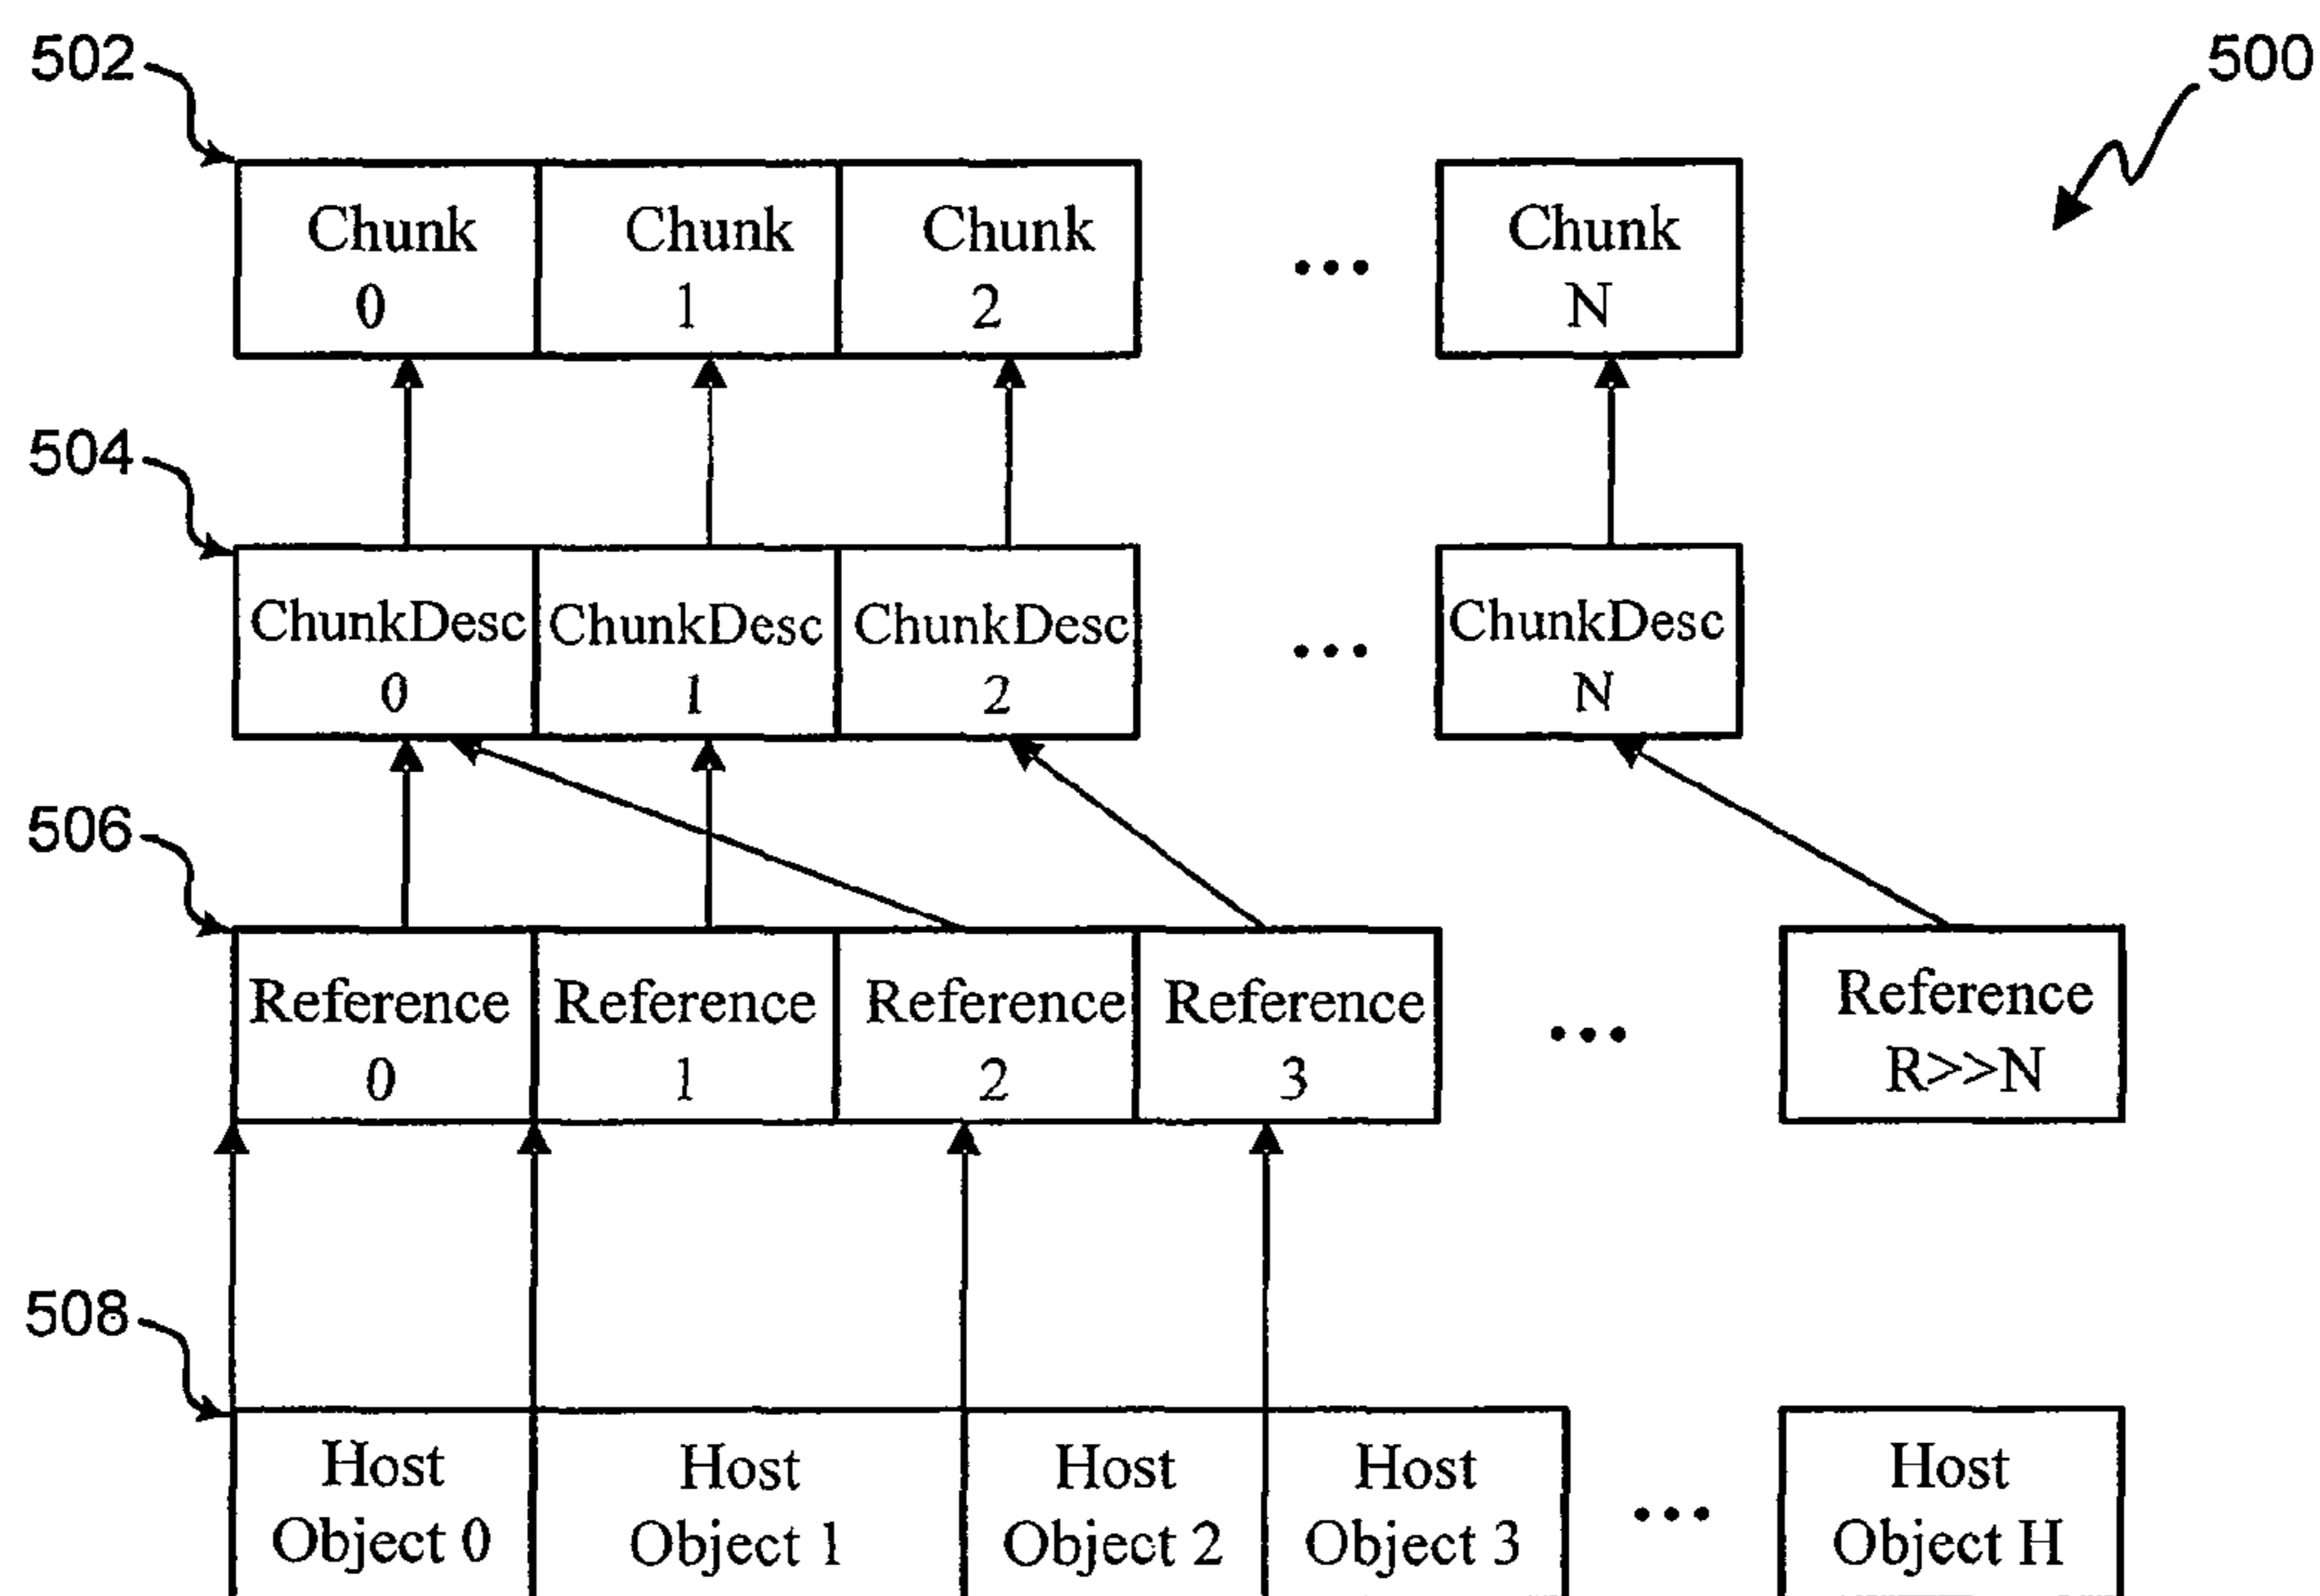 502
500
Chunk
0
Chunk
1
Chunk
2
...
Chunk
N
504
ChunkDesc
0
ChunkDesc
1
ChunkDesc
2
...
ChunkDesc
N
506
Reference
0
Reference
1
Reference
2
Reference
3
...
Reference
R>>N
508
Host
Object 0
Host
Object 1
Host
Object 2
Host
Object 3
...
Host
Object H